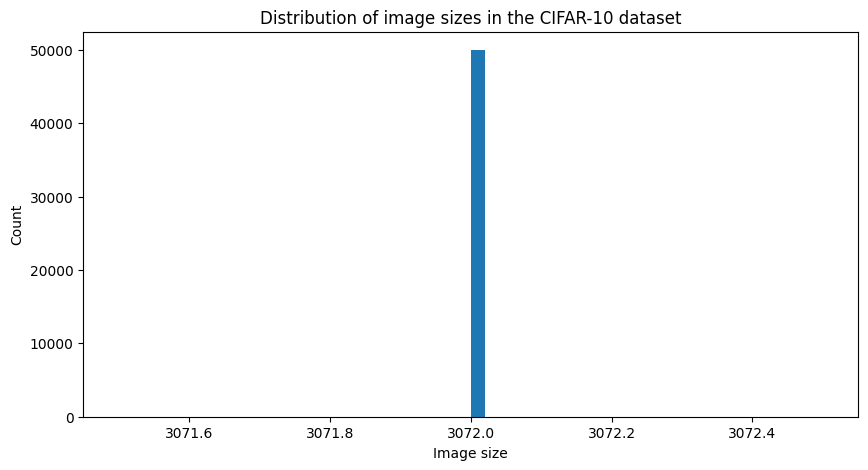 Distribution of image sizes in the CIFAR-10 dataset
50000
40000
30000
20000
10000
0
Count
3071.6 3071.8 3072.0 3072.2 3072.4
Image size